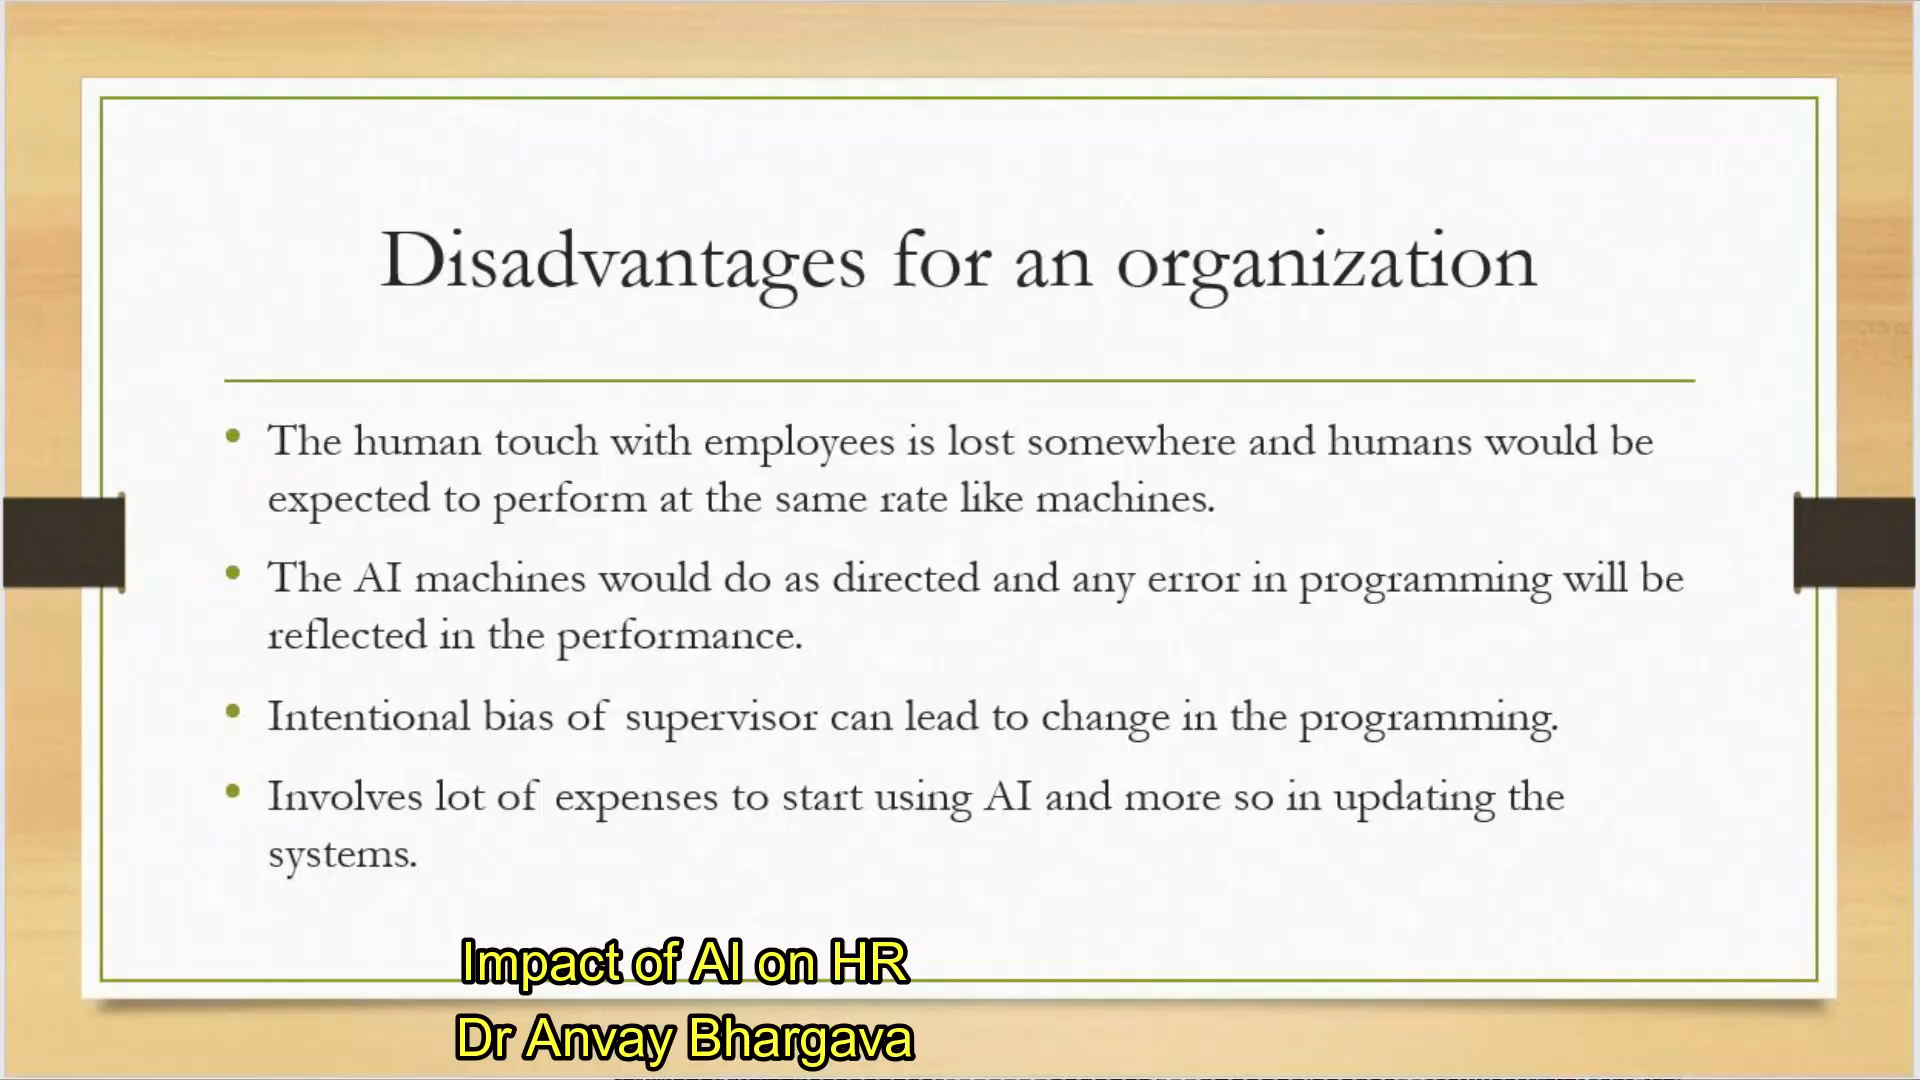 Disadvantages for an organization
• The human touch with employees is lost somewhere and humans would be
expected to perform at the same rate like machines.
• The AI machines would do as directed and any error in programming will be
reflected in the performance.
• Intentional bias of supervisor can lead to change in the programming.
• Involves lot of expenses to start using AI and more so in updating the
systems.
Impact of AI on HR
Dr Anvay Bhargava